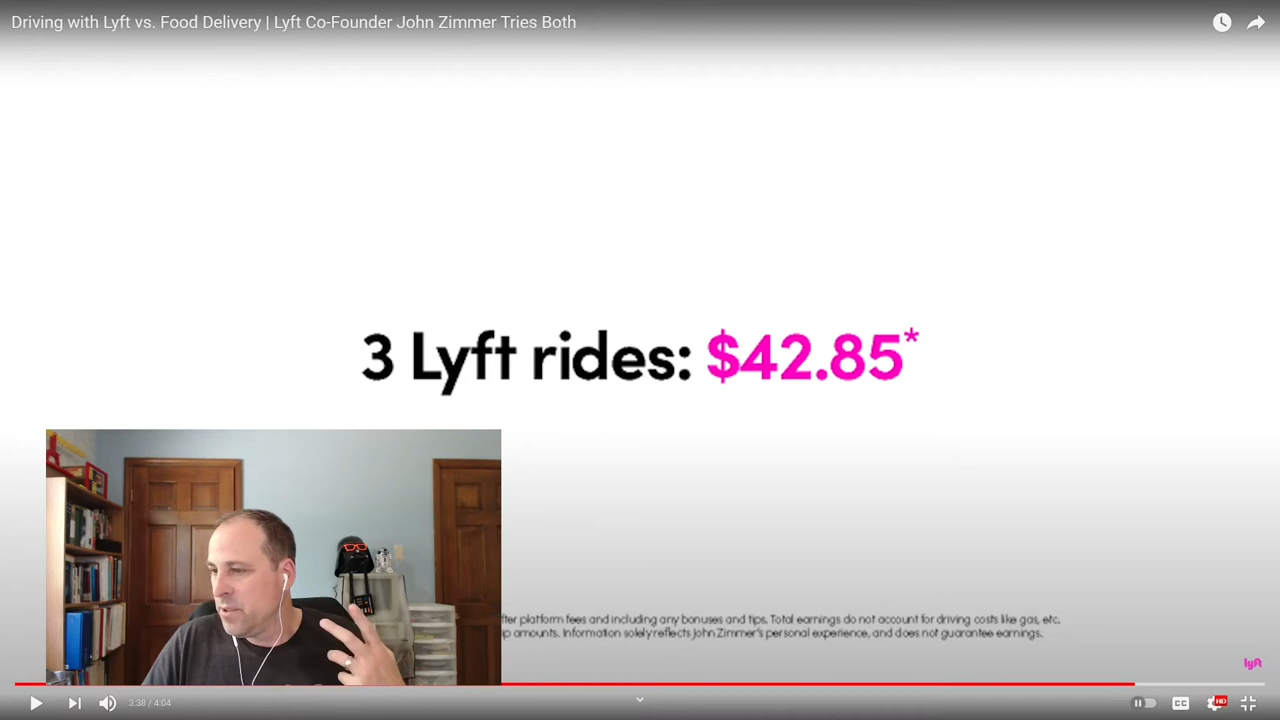 Driving with Lyft vs. Food Delivery | Lyft Co-Founder John Zimmer Tries Both
3 Lyft rides: $42.85*
platform fees and including any bonuses and tips. Total earnings do not account for driving costs like gas, etc.
amounts. Information solely reflects John Zimmer's personal experience, and does not guarantee earnings.
lyft
3:38 / 4:04
CC
HD